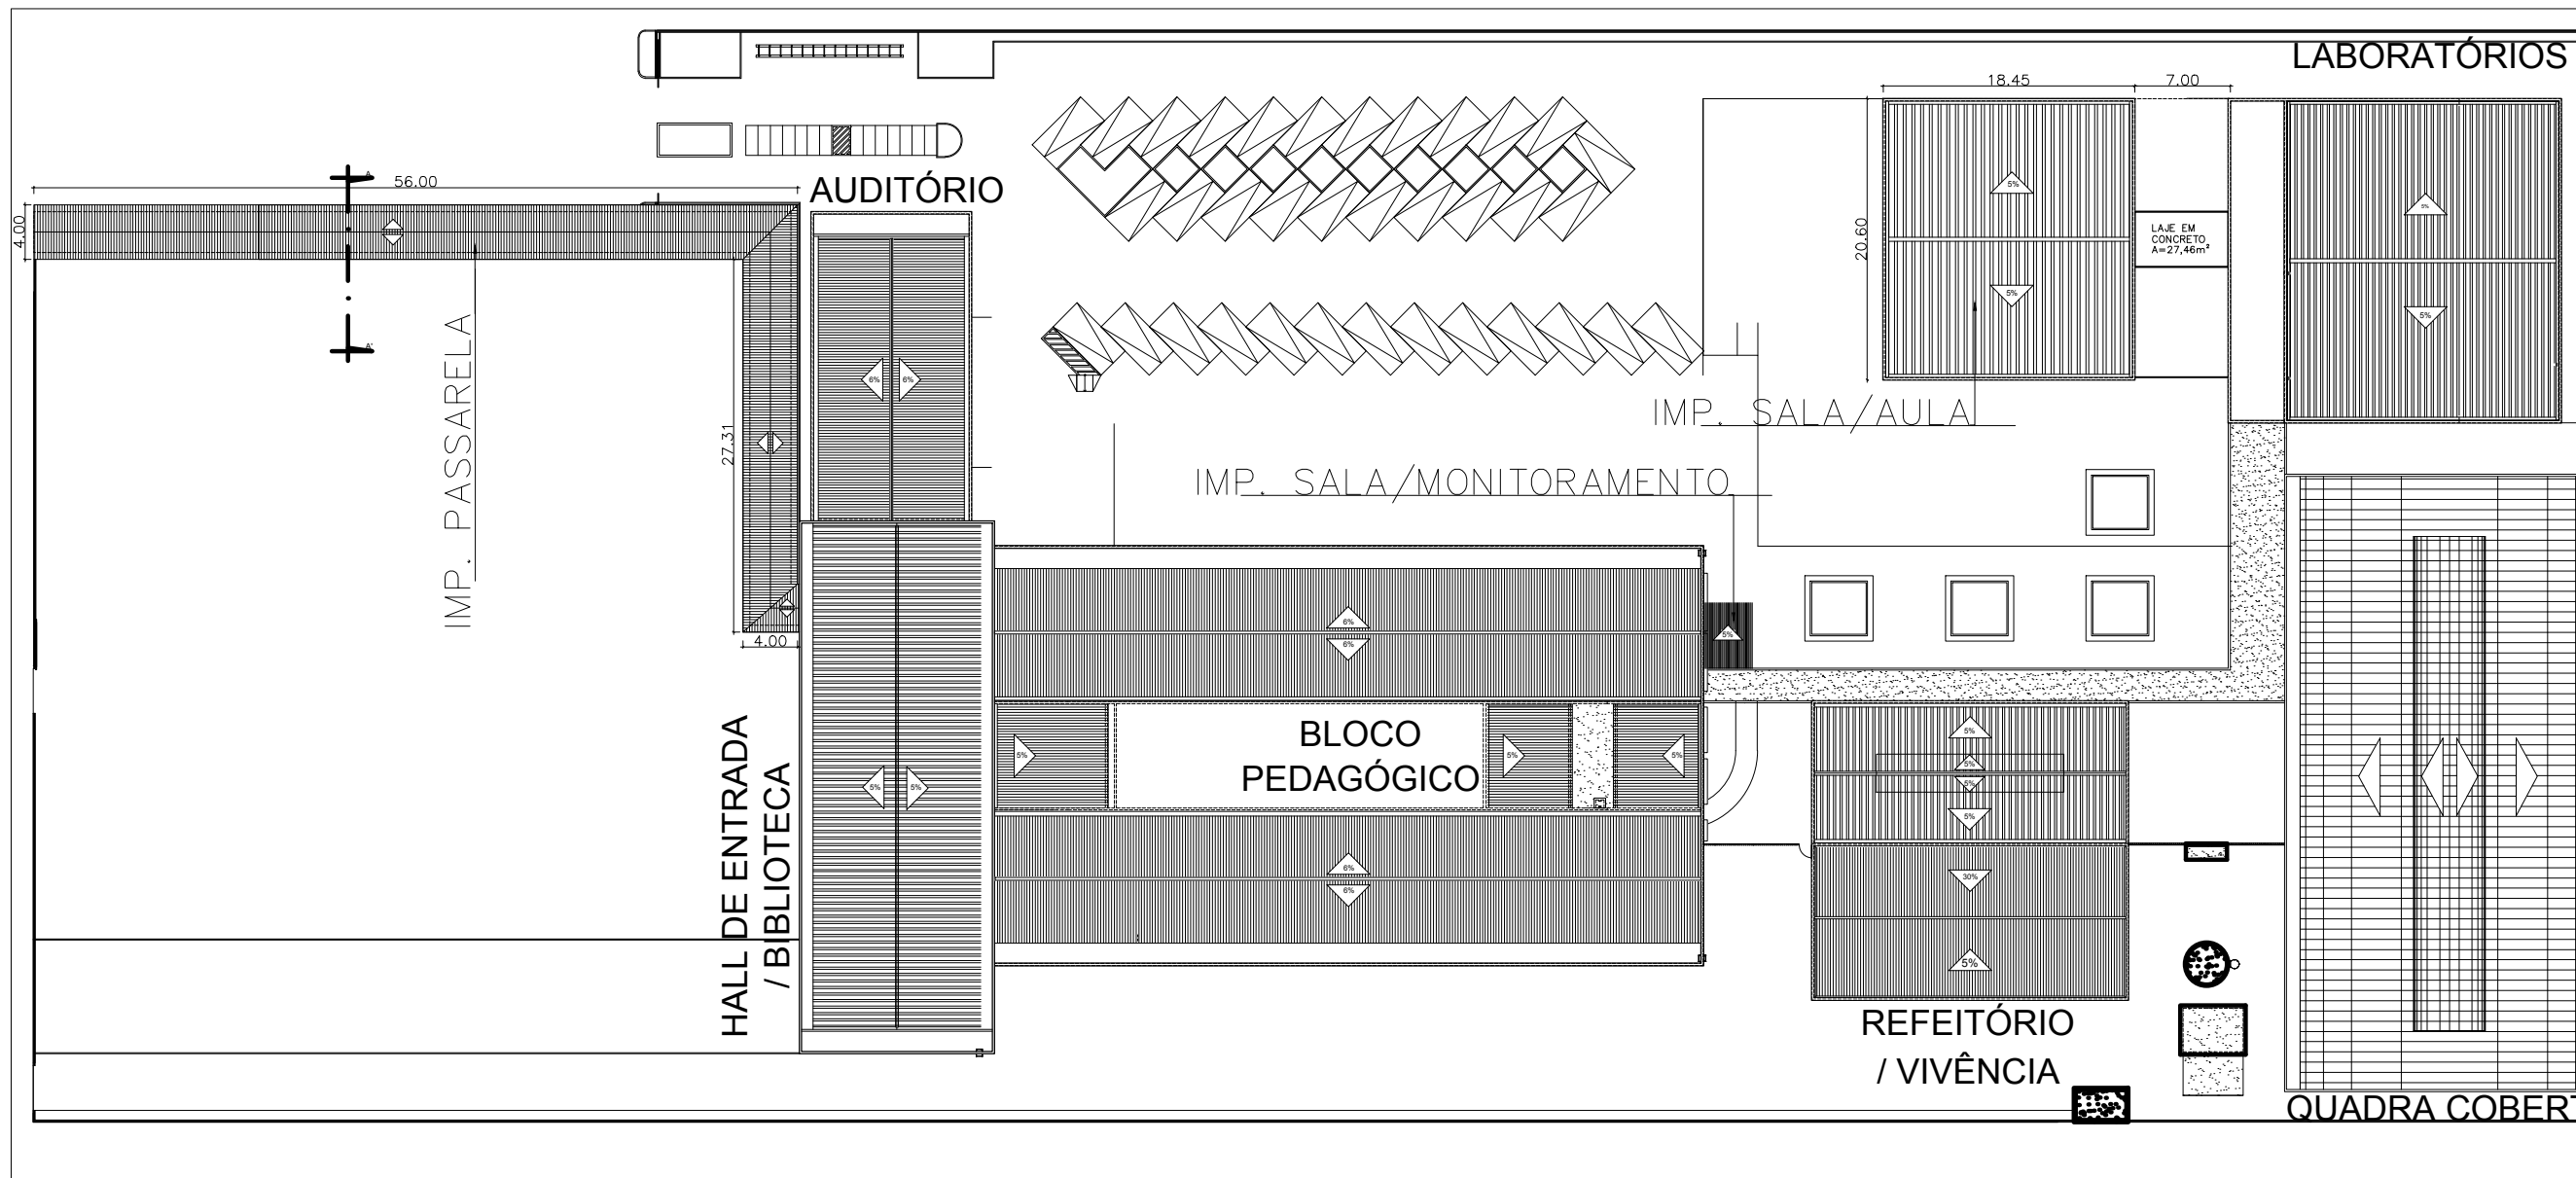 LABORATÓRIOS
18.45
7.00
56.00
AUDITÓRIO
A
4.00
A'
IMP. PASSARELA
27.31
4.00
6%
6%
20.60
5%
5%
LAJE EM
CONCRETO
A=27,46m²
5%
5%
IMP. SALA/AULA
IMP. SALA/MONITORAMENTO
6%
6%
5%
BLOCO
PEDAGÓGICO
5%
5%
5%
HALL DE ENTRADA
/ BIBLIOTECA
5%
5%
6%
6%
5%
5%
5%
5%
30%
5%
REFEITÓRIO
/ VIVÊNCIA
QUADRA COBERT